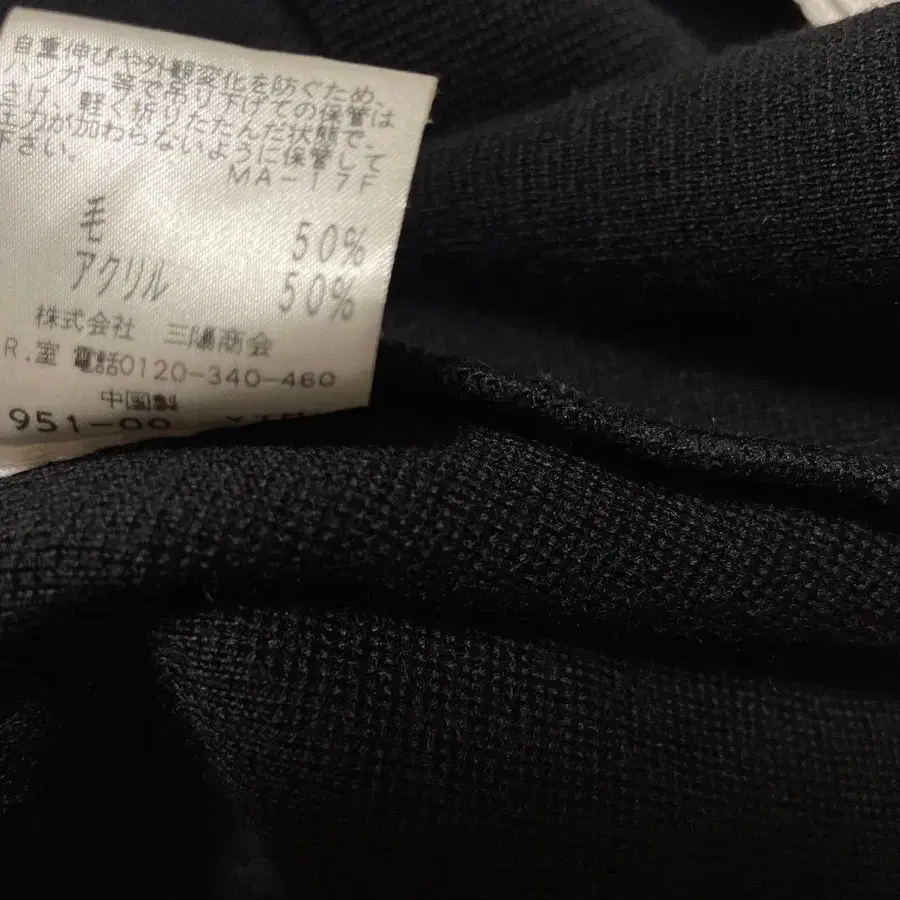 自重伸びや外観変化を防ぐため、
ハンガー等で吊り下げての保管は
避け、軽く折りたたんだ状態で、
圧力が加わらないように保管して
下さい。
MA-17F
毛 50%
アクリル 50%
株式会社 三陽商会
R.室 電話0120-340-460
中国製
951-00